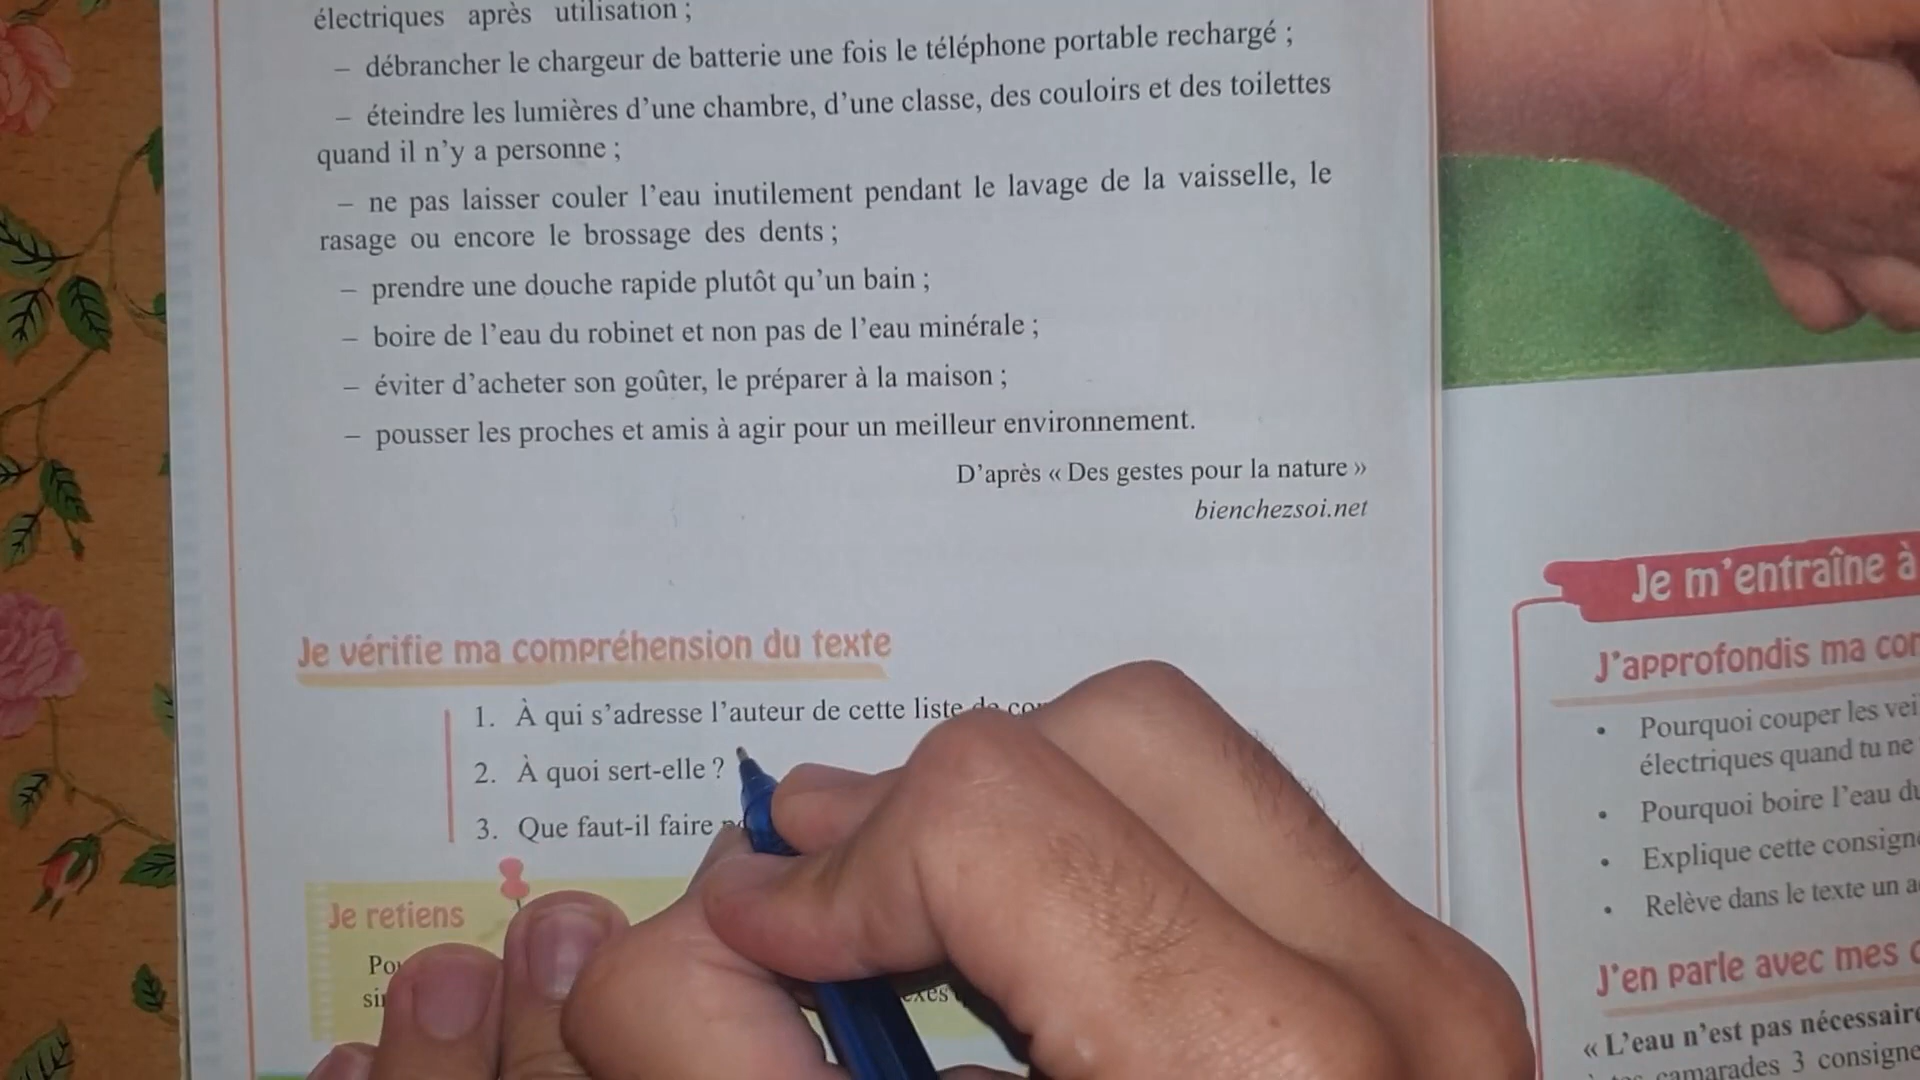 électriques après utilisation ;
– débrancher le chargeur de batterie une fois le téléphone portable rechargé ;
– éteindre les lumières d'une chambre, d'une classe, des couloirs et des toilettes
quand il n'y a personne ;
– ne pas laisser couler l'eau inutilement pendant le lavage de la vaisselle, le
rasage ou encore le brossage des dents ;
– prendre une douche rapide plutôt qu'un bain ;
– boire de l'eau du robinet et non pas de l'eau minérale ;
– éviter d'acheter son goûter, le préparer à la maison ;
– pousser les proches et amis à agir pour un meilleur environnement.
D'après « Des gestes pour la nature »
bienchezsoi.net
Je vérifie ma compréhension du texte
1. À qui s'adresse l'auteur de cette liste de
2. À quoi sert-elle ?
3. Que faut-il faire
Je retiens
Je m'entraîne à
J'approfondis ma
• Pourquoi couper les
électriques quand tu ne
• Pourquoi boire l'eau
• Explique cette
• Relève dans le texte un
J'en parle avec mes
« L'eau n'est pas
camarades 3